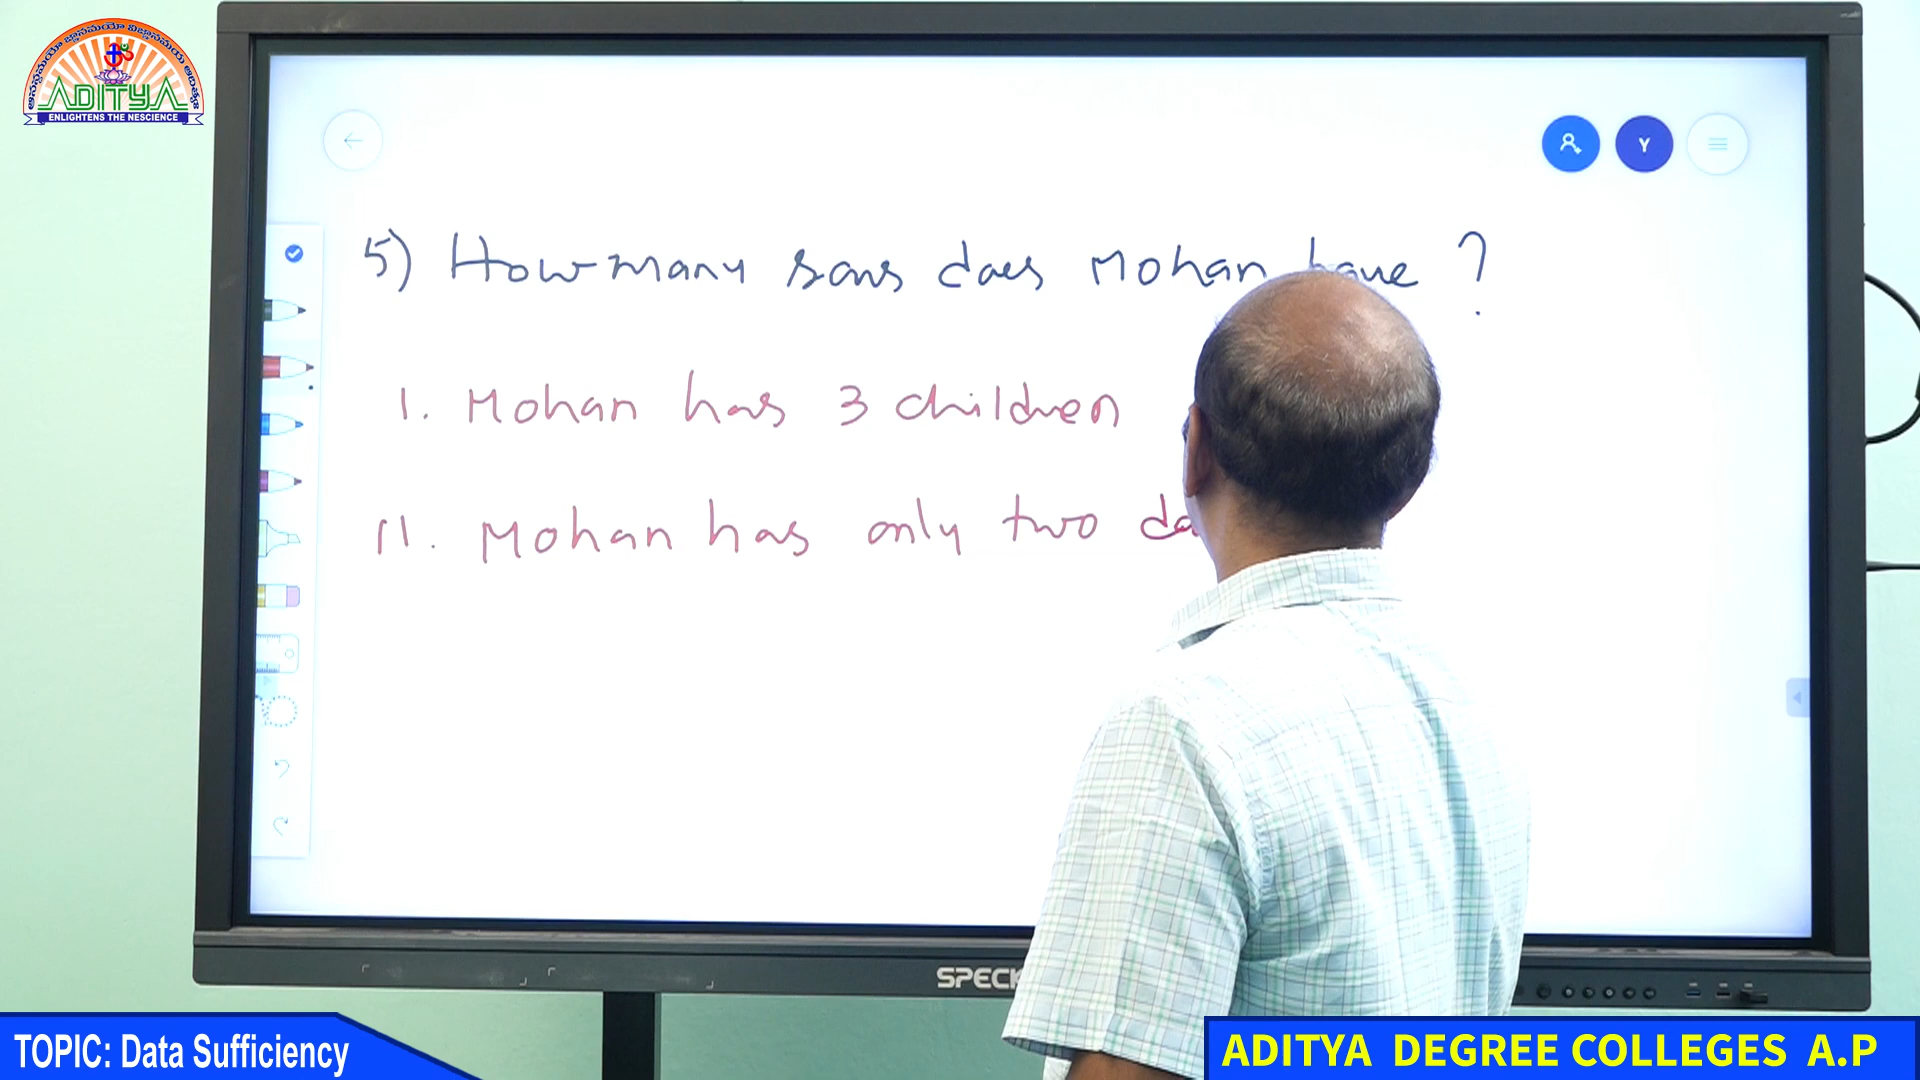 ADITYA
ENLIGHTENS THE NESCIENCE
Y
5) How many sons does Mohan have ?
I. Mohan has 3 children
II. Mohan has only two da
SPECK
TOPIC: Data Sufficiency
ADITYA DEGREE COLLEGES A.P